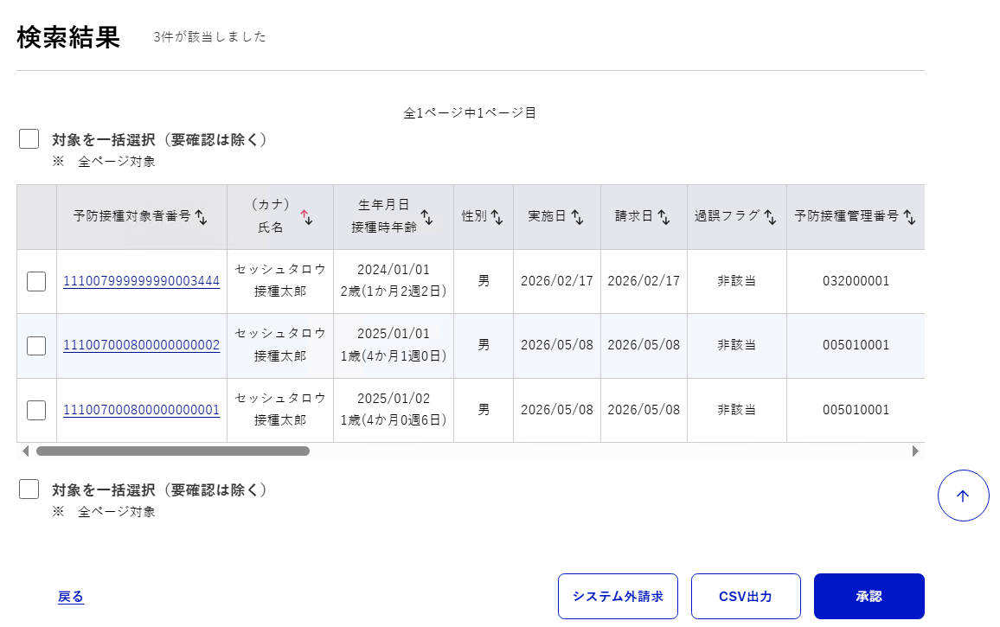 検索結果 3件が該当しました
全1ページ中1ページ目
対象を一括選択（要確認は除く）
※　全ページ対象
予防接種対象者番号 （カナ） 氏名 生年月日 接種時年齢 性別 実施日 請求日 過誤フラグ 予防接種管理番号
111007999999990003444 セッシュタロウ 接種太郎 2024/01/01 2歳(1か月2週2日) 男 2026/02/17 2026/02/17 非該当 032000001
111007000800000000002 セッシュタロウ 接種太郎 2025/01/01 1歳(4か月1週0日) 男 2026/05/08 2026/05/08 非該当 005010001
111007000800000000001 セッシュタロウ 接種太郎 2025/01/02 1歳(4か月0週6日) 男 2026/05/08 2026/05/08 非該当 005010001
対象を一括選択（要確認は除く）
※　全ページ対象
戻る システム外請求 CSV出力 承認